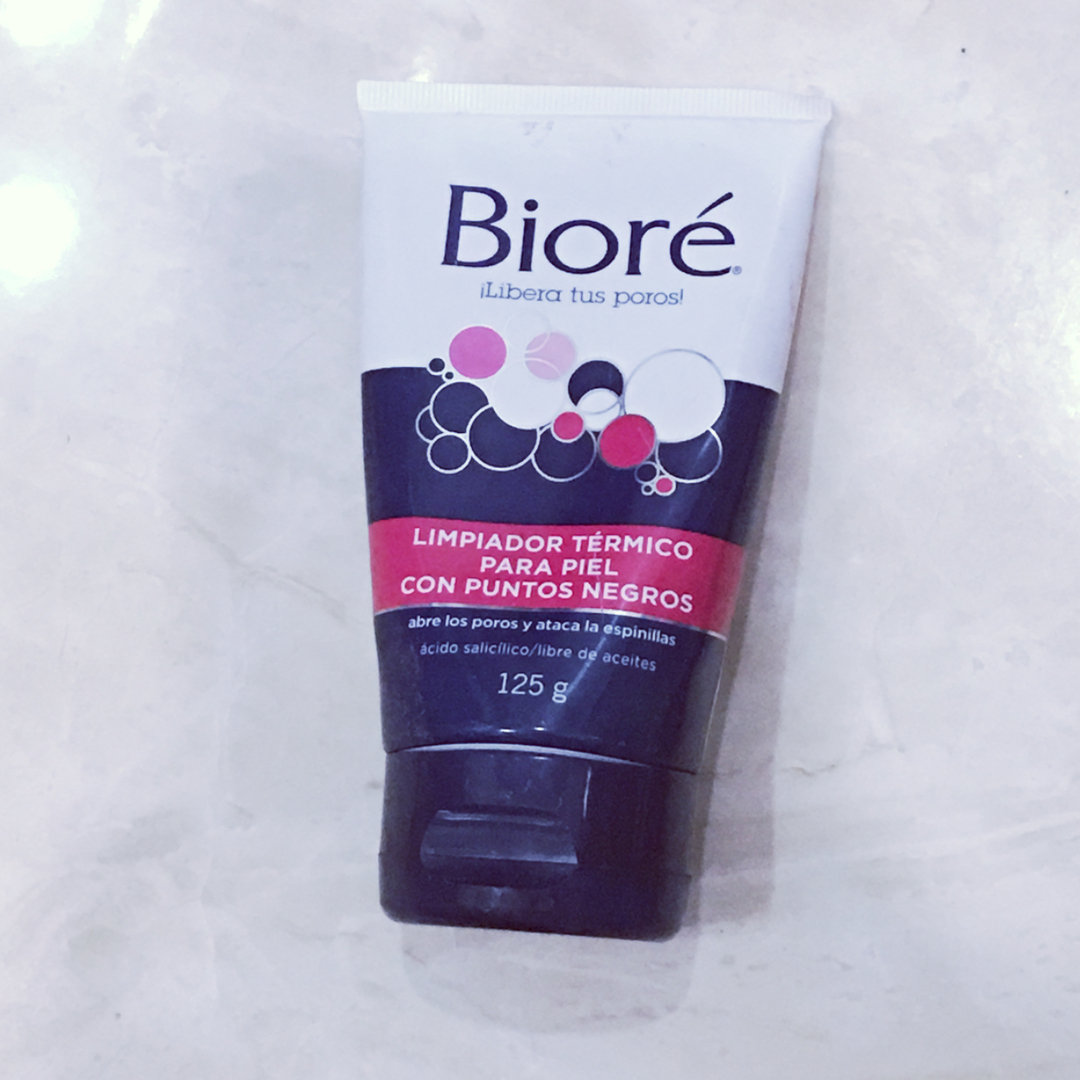 Bioré®
¡Libera tus poros!
LIMPIADOR TÉRMICO
PARA PIEL
CON PUNTOS NEGROS
abre los poros y ataca la espinillas
ácido salicílico/libre de aceites
125 g